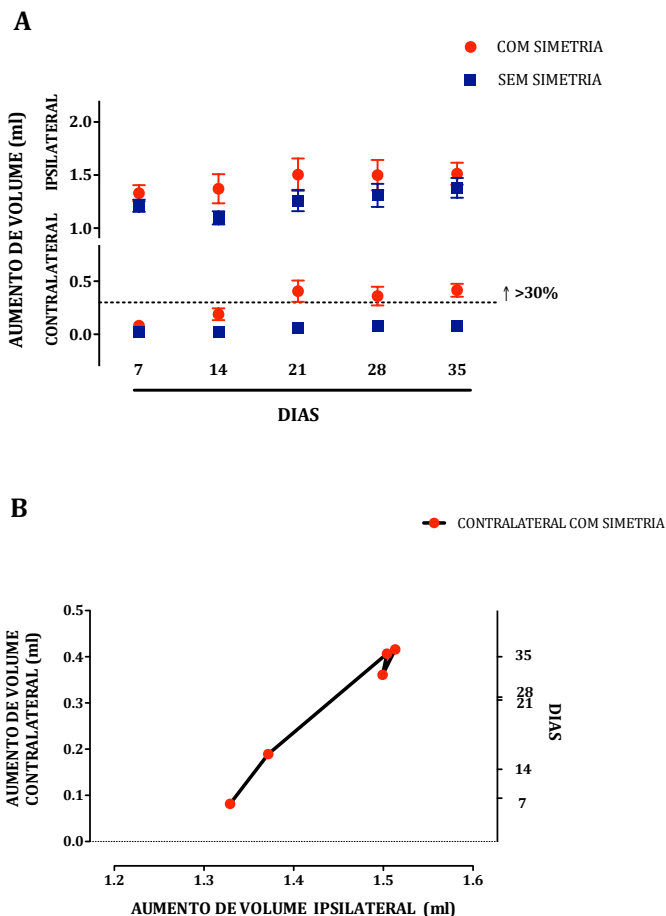 A
COM SIMETRIA
SEM SIMETRIA
AUMENTO DE VOLUME (ml)
IPSILATERAL
CONTRALATERAL
2.0
1.5
1.0
0.5
0.0
↑ >30%
7 14 21 28 35
DIAS
B
CONTRALATERAL COM SIMETRIA
AUMENTO DE VOLUME
CONTRALATERAL (ml)
0.5
0.4
0.3
0.2
0.1
0.0
35
28
21
14
7
DIAS
1.2 1.3 1.4 1.5 1.6
AUMENTO DE VOLUME IPSILATERAL (ml)